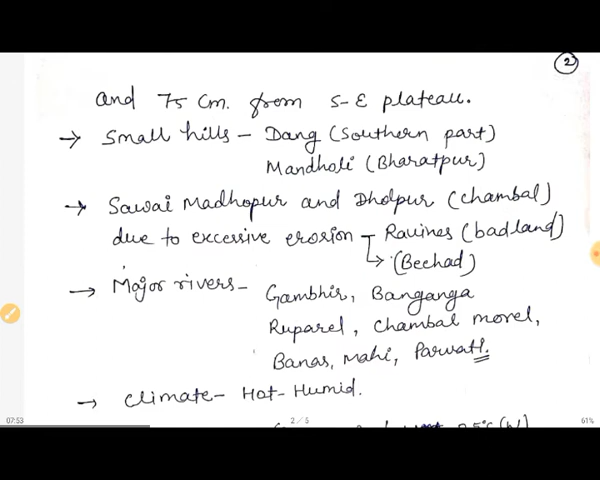 2
and 75 cm. from S-E plateau.
→ Small hills - Dang (Southern part)
Mandholi (Bharatpur)
→ Sawai Madhopur and Dholpur (Chambal)
due to excessive erosion - Ravines (badland)
→ (Beehad)
→ Major rivers - Gambhir, Banganga
Ruparel, Chambal morel,
Banas, Mahi, Parwati.
→ Climate - Hot-Humid.
07:53
2 / 5
61%